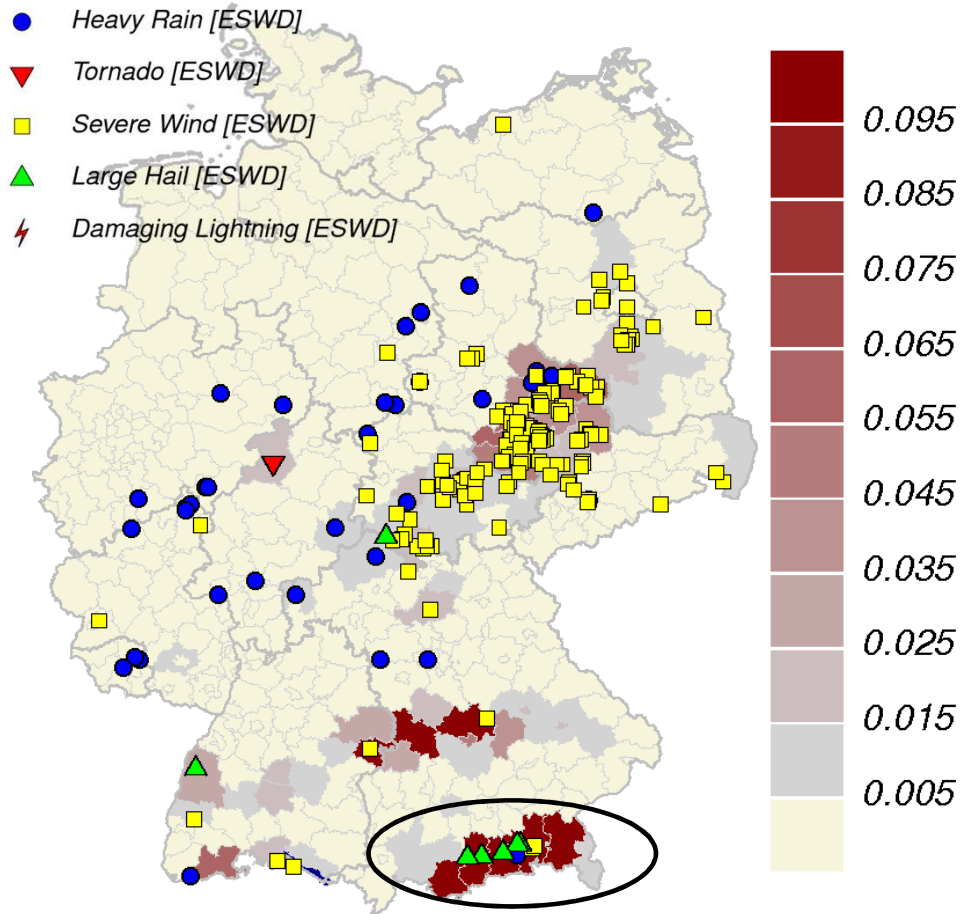 Heavy Rain [ESWD]
Tornado [ESWD]
Severe Wind [ESWD]
Large Hail [ESWD]
Damaging Lightning [ESWD]
0.095
0.085
0.075
0.065
0.055
0.045
0.035
0.025
0.015
0.005